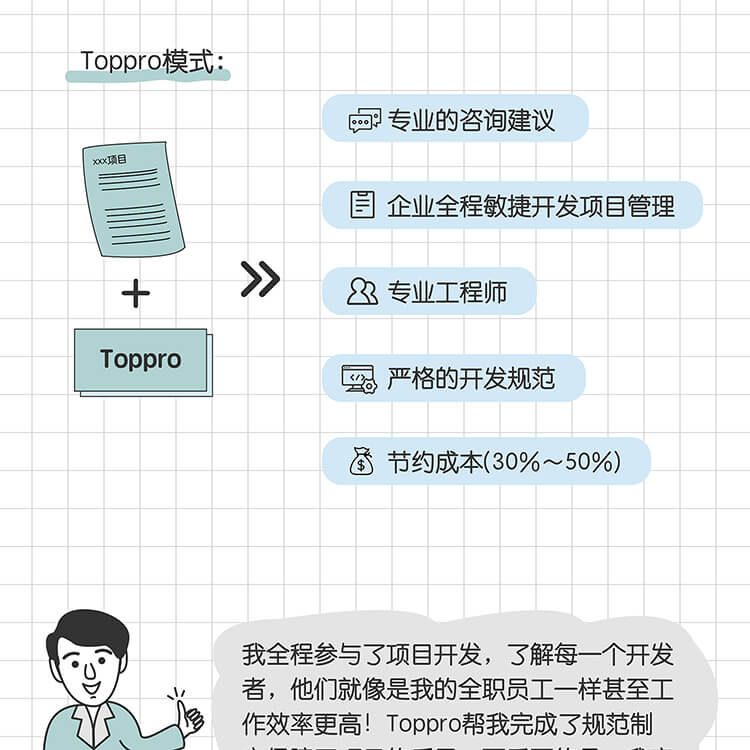 Toppro模式：
专业的咨询建议
xxx项目
企业全程敏捷开发项目管理
专业工程师
Toppro
严格的开发规范
节约成本(30%～50%)
我全程参与了项目开发，了解每一个开发
者，他们就像是我的全职员工一样甚至工
作效率更高！Toppro帮我完成了规范制